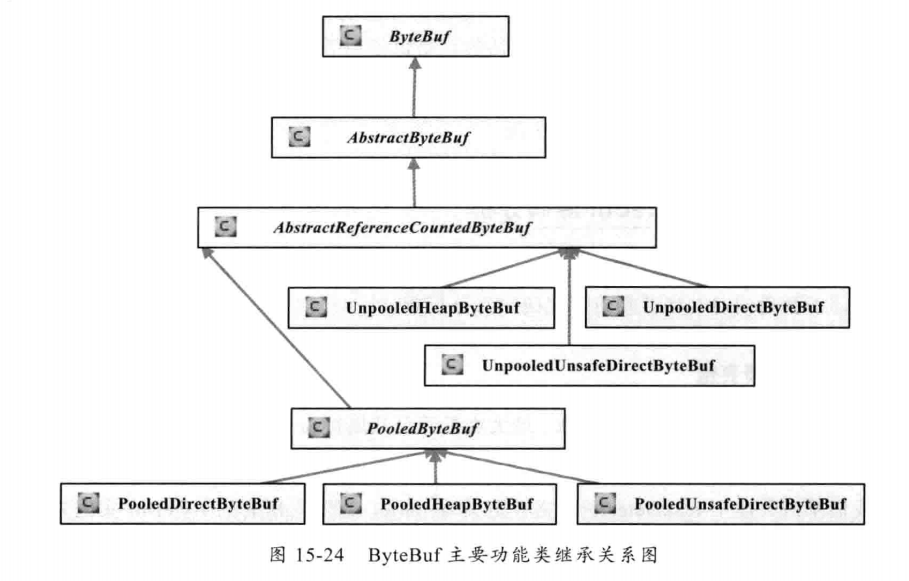 ByteBuf
AbstractByteBuf
AbstractReferenceCountedByteBuf
UnpooledHeapByteBuf
UnpooledDirectByteBuf
UnpooledUnsafeDirectByteBuf
PooledByteBuf
PooledDirectByteBuf
PooledHeapByteBuf
PooledUnsafeDirectByteBuf
图 15-24 ByteBuf 主要功能类继承关系图